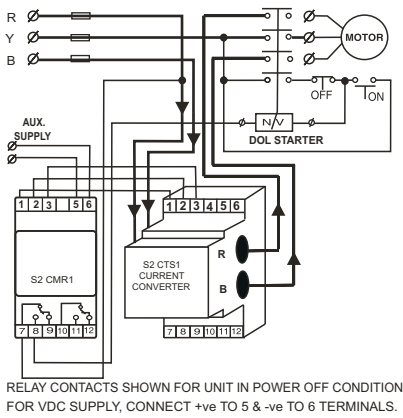 R
Y
B
MOTOR
OFF
ON
N/V
AUX.
SUPPLY
DOL STARTER
1 2 3 5 6
1 2 3 4 5 6
S2 CMR1
S2 CTS1
CURRENT
CONVERTER
R
B
7 8 9 10 11 12
7 8 9 10 11 12
RELAY CONTACTS SHOWN FOR UNIT IN POWER OFF CONDITION
FOR VDC SUPPLY, CONNECT +ve TO 5 & -ve TO 6 TERMINALS.